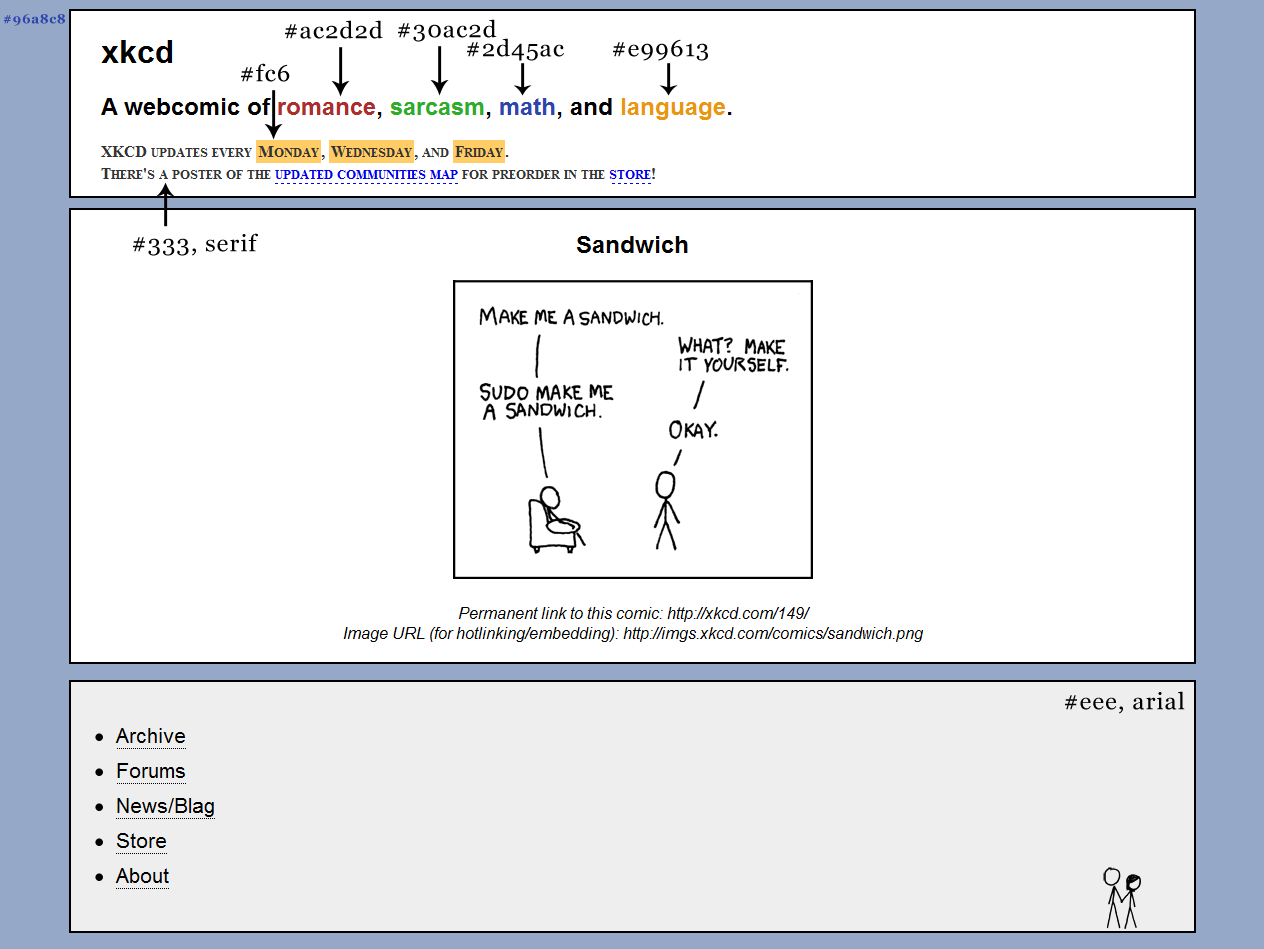 #96a8c8
xkcd
#ac2d2d #30ac2d
#2d45ac #e99613
#fc6
A webcomic of romance, sarcasm, math, and language.
XKCD updates every Monday, Wednesday, and Friday.
There's a poster of the updated communities map for preorder in the store!
#333, serif
Sandwich
MAKE ME A SANDWICH.
WHAT? MAKE
IT YOURSELF.
SUDO MAKE ME
A SANDWICH.
OKAY.
Permanent link to this comic: http://xkcd.com/149/
Image URL (for hotlinking/embedding): http://imgs.xkcd.com/comics/sandwich.png
#eee, arial
Archive
Forums
News/Blag
Store
About